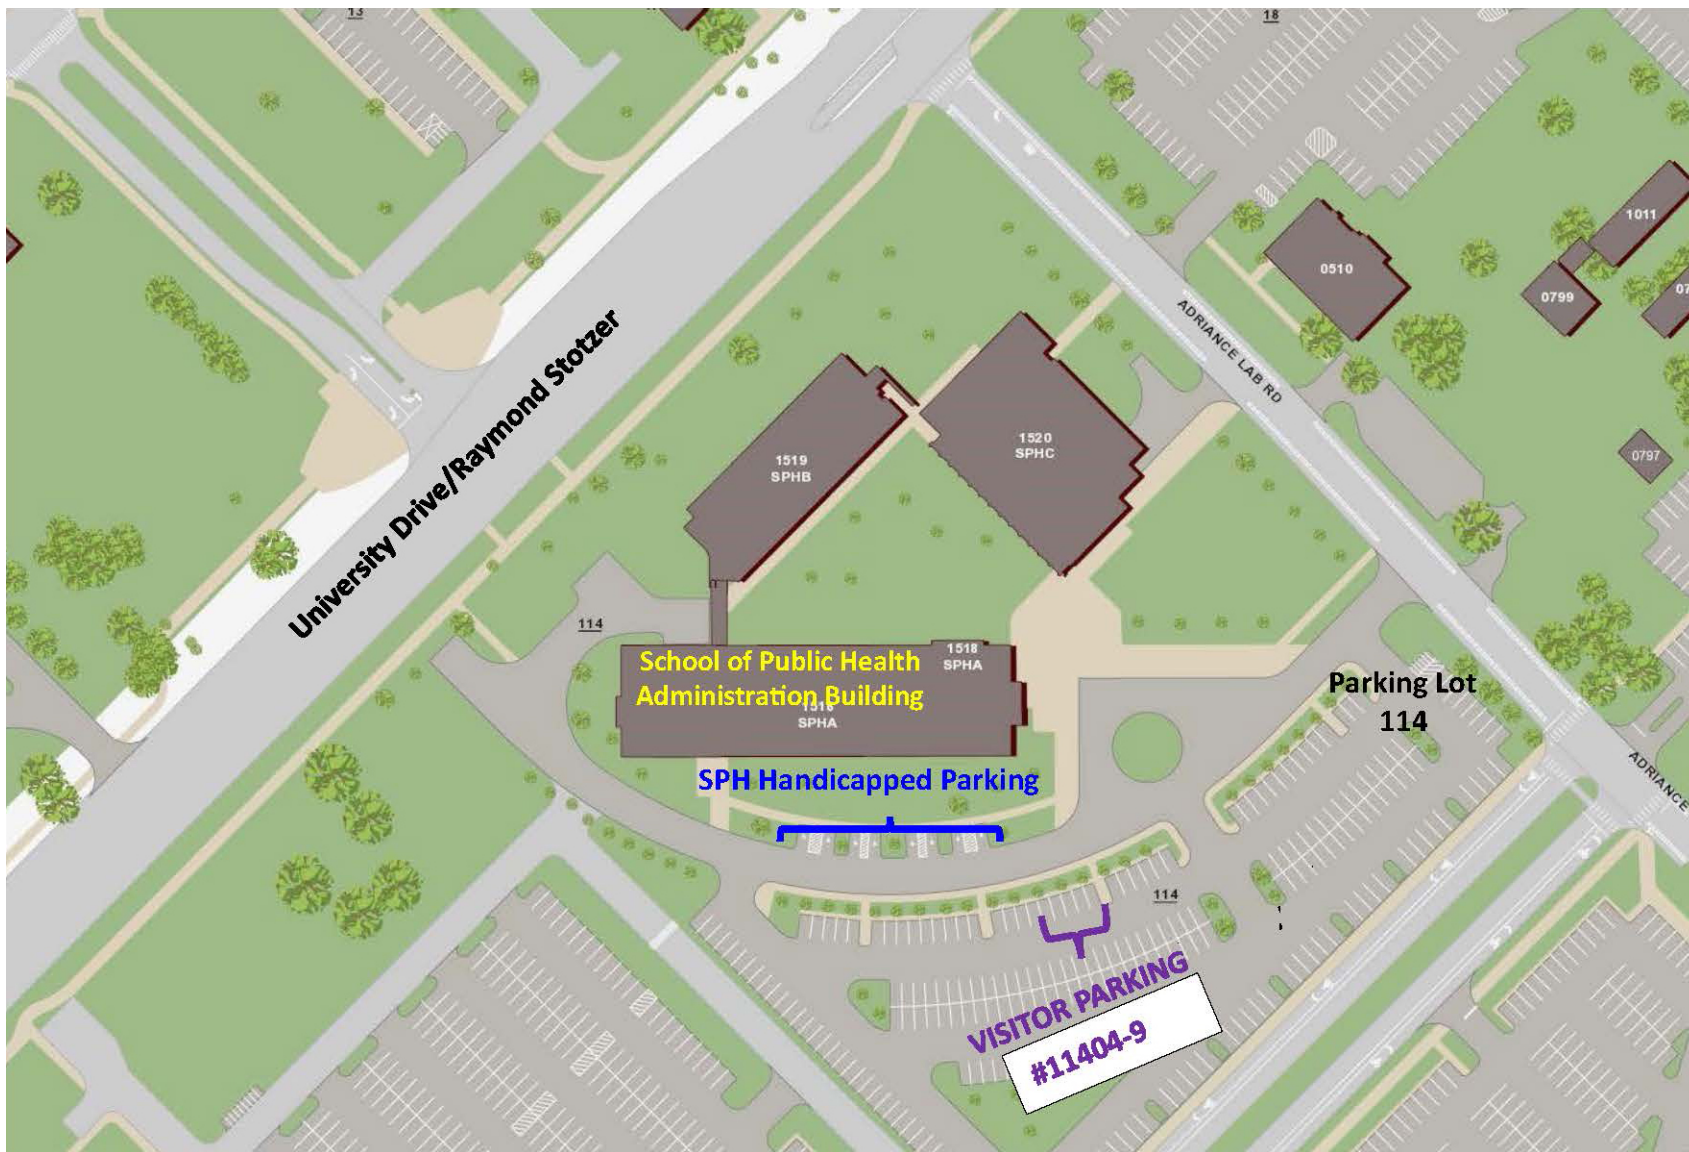 13
18
1011
0510
0799
ADRIANCE LAB RD
University Drive/Raymond Stotzer
1520
SPHC
1519
SPHB
0797
114
School of Public Health
Administration Building
1518
SPHA
1518
SPHA
Parking Lot
114
ADRIANCE
SPH Handicapped Parking
114
VISITOR PARKING
#11404-9